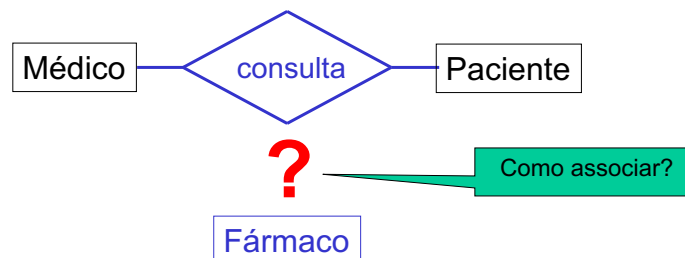 Médico
consulta
Paciente
?
Como associar?
Fármaco